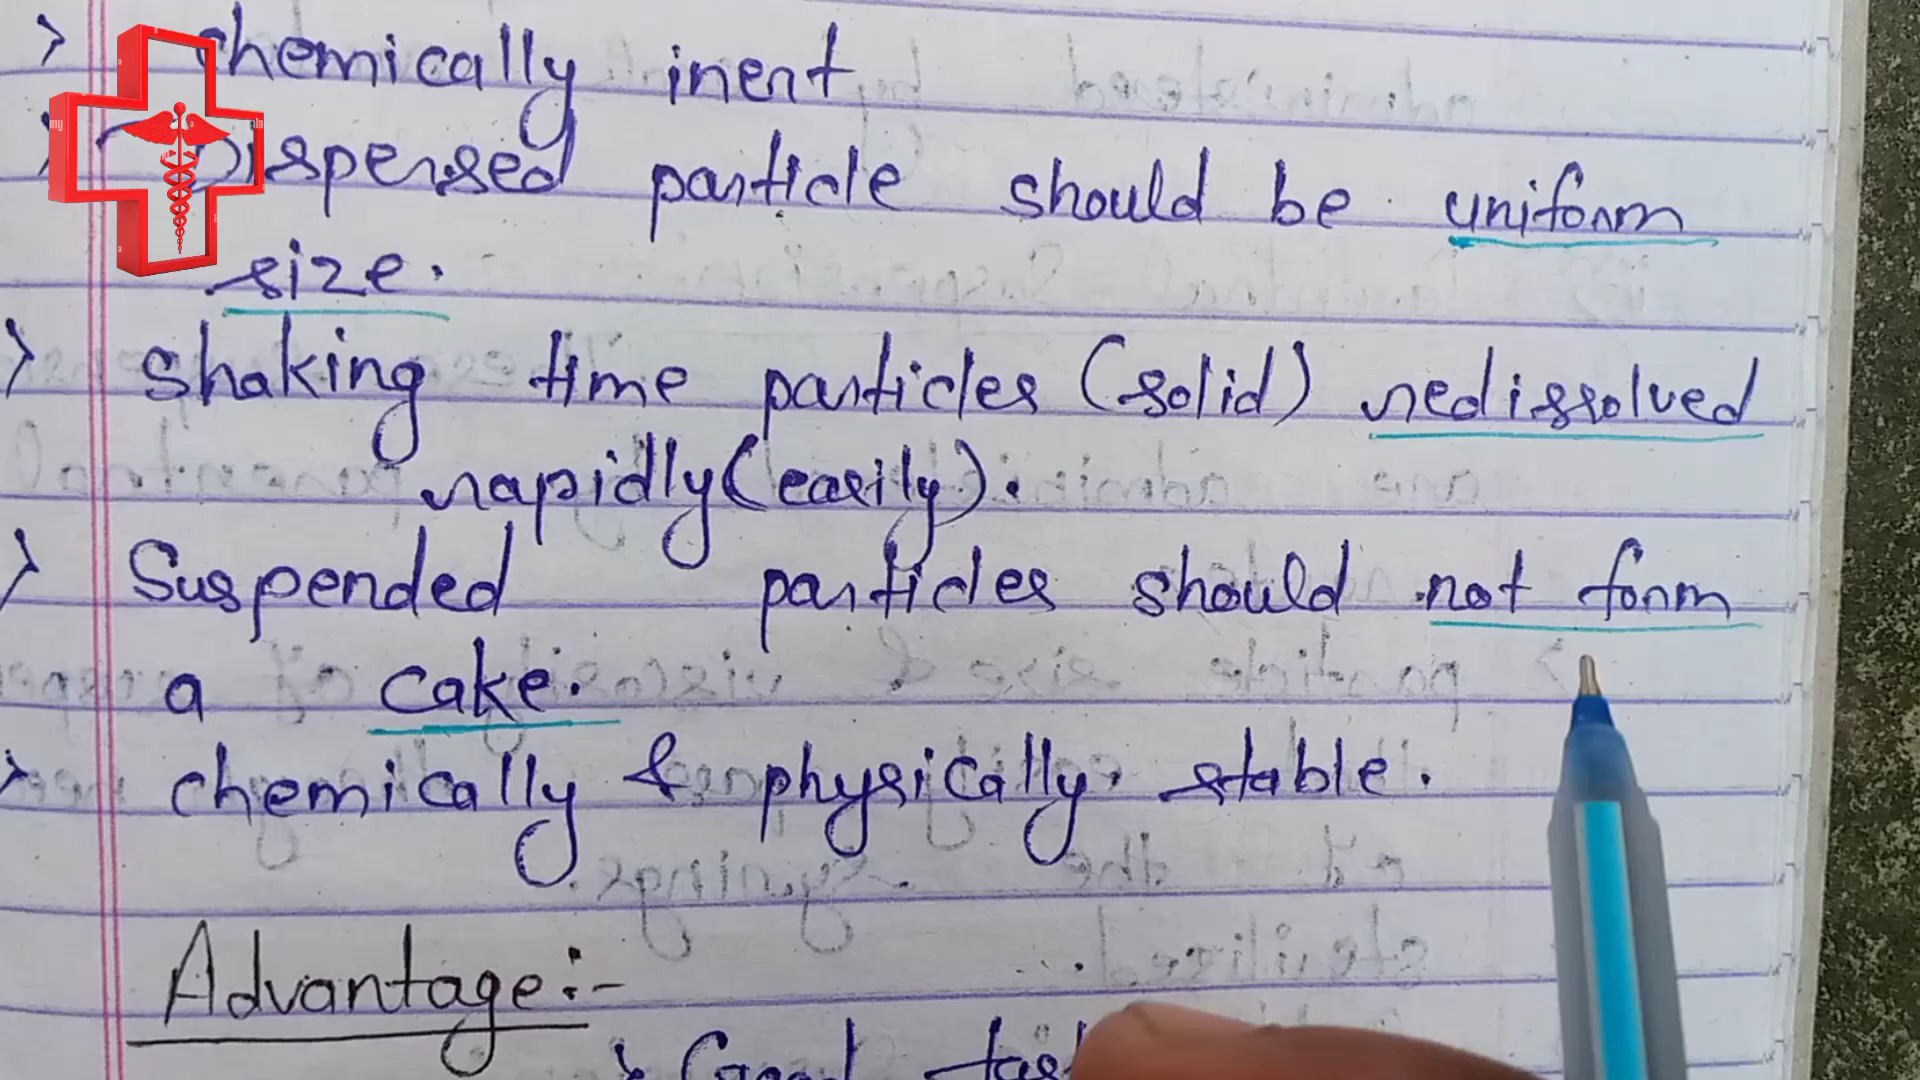 > Chemically inert
> Dispersed particle should be uniform
size.
> Shaking time particles (solid) redissolved
rapidly (easily).
> Suspended particles should not form
a cake.
> chemically & physically stable.
Advantage:-
> Good